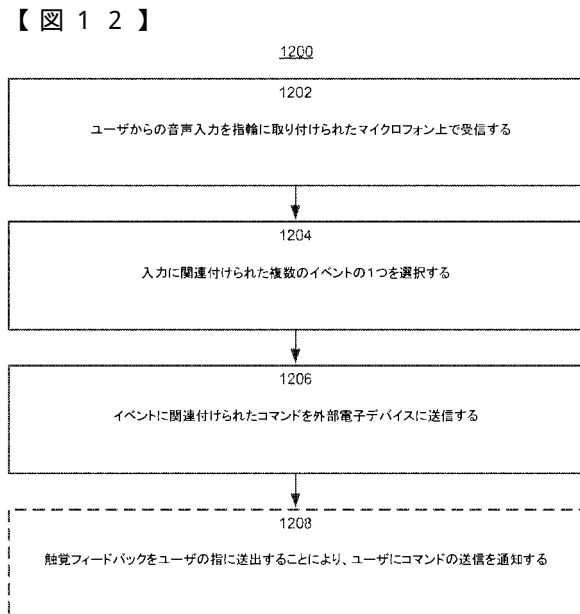 【図１２】
1200
1202
ユーザからの音声入力を指輪に取り付けられたマイクロフォン上で受信する
1204
入力に関連付けられた複数のイベントの1つを選択する
1206
イベントに関連付けられたコマンドを外部電子デバイスに送信する
1208
触覚フィードバックをユーザの指に送出することにより、ユーザにコマンドの送信を通知する